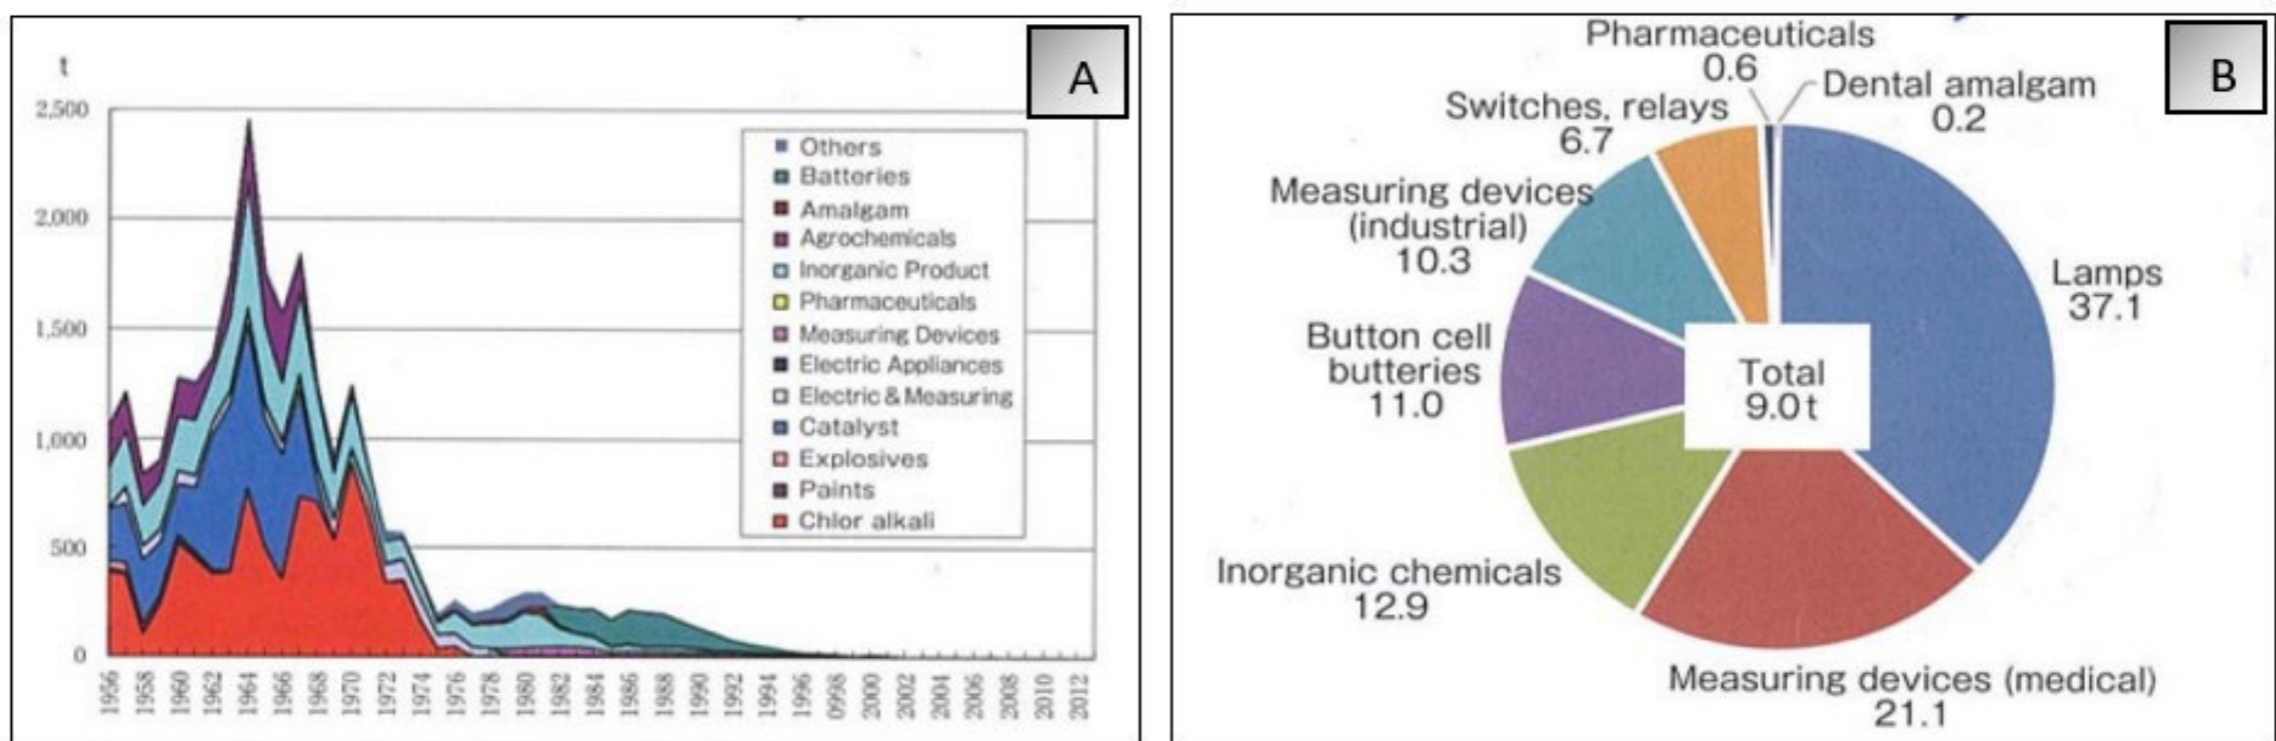 A
t
2,500
2,000
1,500
1,000
500
0
Others
Batteries
Amalgam
Agrochemicals
Inorganic Product
Pharmaceuticals
Measuring Devices
Electric Appliances
Electric & Measuring
Catalyst
Explosives
Paints
Chlor alkali
1956 1958 1960 1962 1964 1966 1968 1970 1972 1974 1976 1978 1980 1982 1984 1986 1988 1990 1992 1994 1996 0998 2000 2002 2004 2006 2008 2010 2012
B
Pharmaceuticals
0.6
Dental amalgam
0.2
Switches, relays
6.7
Measuring devices
(industrial)
10.3
Lamps
37.1
Button cell
butteries
11.0
Total
9.0 t
Inorganic chemicals
12.9
Measuring devices (medical)
21.1